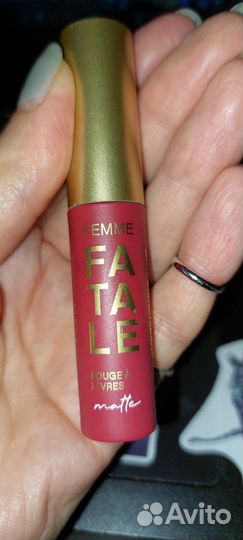 FEMME
FA
TA
LE
ROUGE À
LÈVRES
matte
Avito